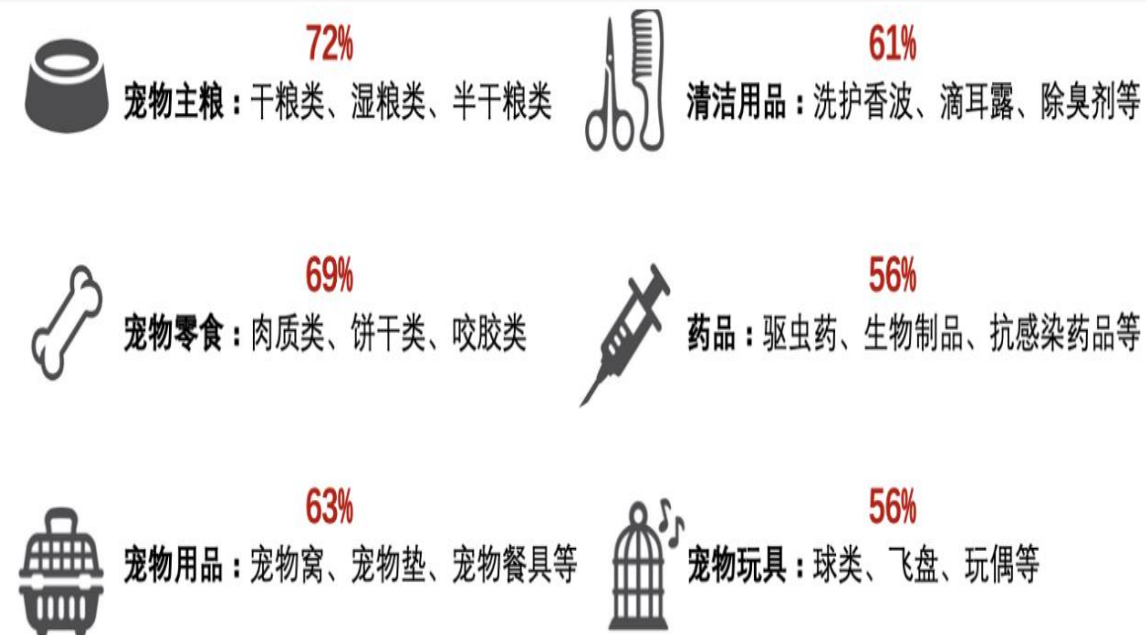 72%
宠物主粮：干粮类、湿粮类、半干粮类
61%
清洁用品：洗护香波、滴耳露、除臭剂等
69%
宠物零食：肉质类、饼干类、咬胶类
56%
药品：驱虫药、生物制品、抗感染药品等
63%
宠物用品：宠物窝、宠物垫、宠物餐具等
56%
宠物玩具：球类、飞盘、玩偶等